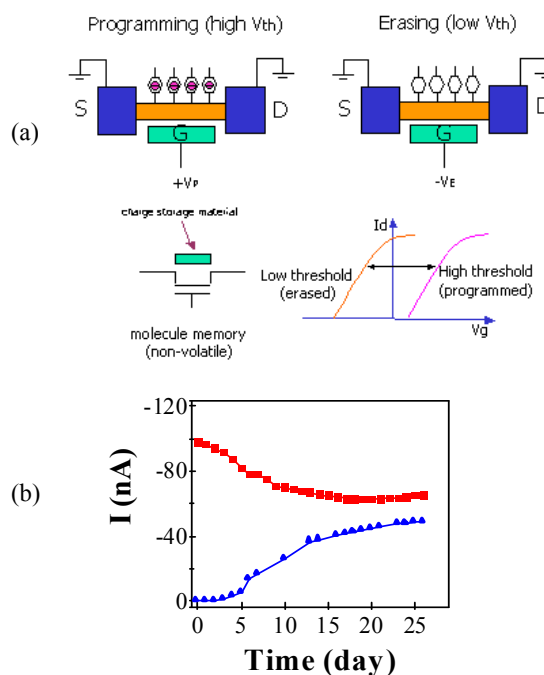 Programming (high Vth)
Erasing (low Vth)
(a)
S
D
G
+VP
S
D
G
-VE
charge storage material
molecule memory
(non-volatile)
Id
Low threshold
(erased)
High threshold
(programmed)
Vg
(b)
I (nA)
-120
-80
-40
0
0 5 10 15 20 25
Time (day)